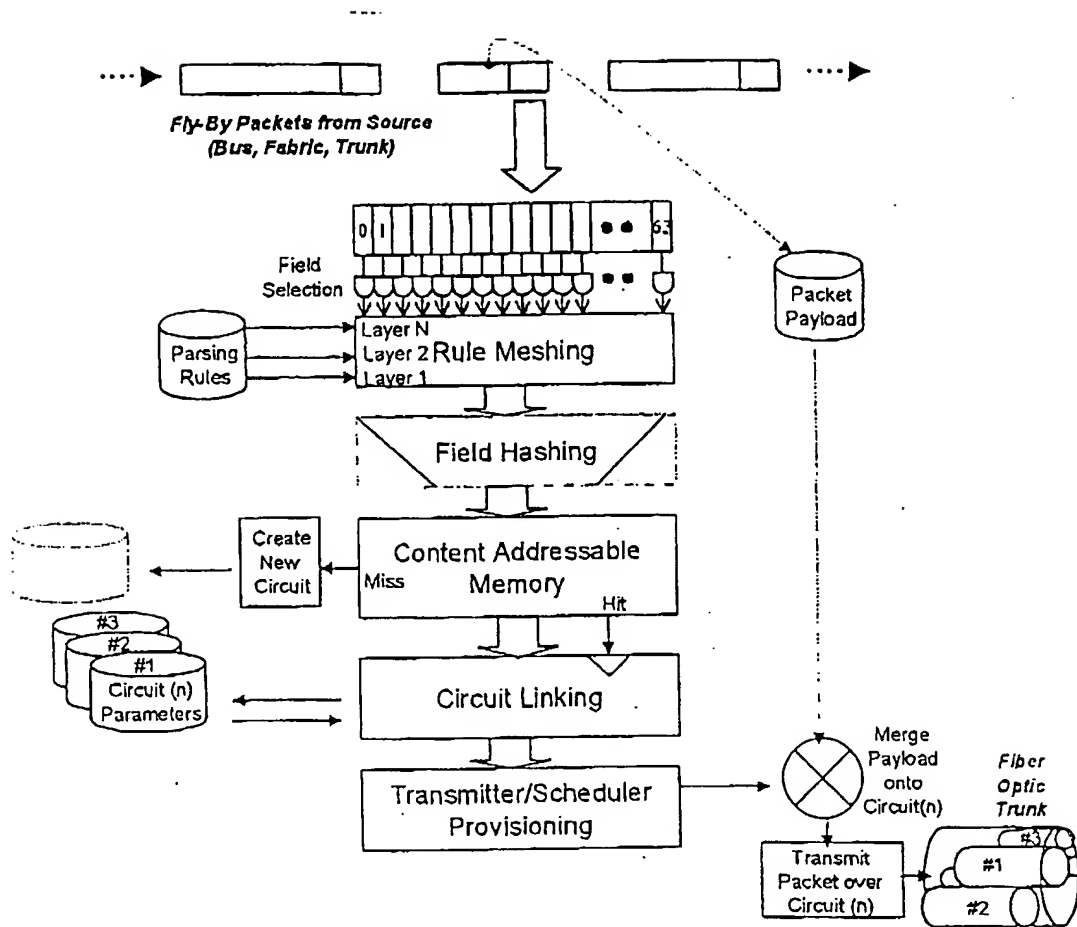 Fly-By Packets from Source
(Bus, Fabric, Trunk)
0 1 63
Field
Selection
Packet
Payload
Parsing
Rules
Layer N
Layer 2
Layer 1
Rule Meshing
Field Hashing
Create
New
Circuit
Miss
Content Addressable
Memory
Hit
#3
#2
#1
Circuit (n)
Parameters
Circuit Linking
Transmitter/Scheduler
Provisioning
Merge
Payload
onto
Circuit(n)
Fiber
Optic
Trunk
Transmit
Packet over
Circuit (n)
#3
#1
#2